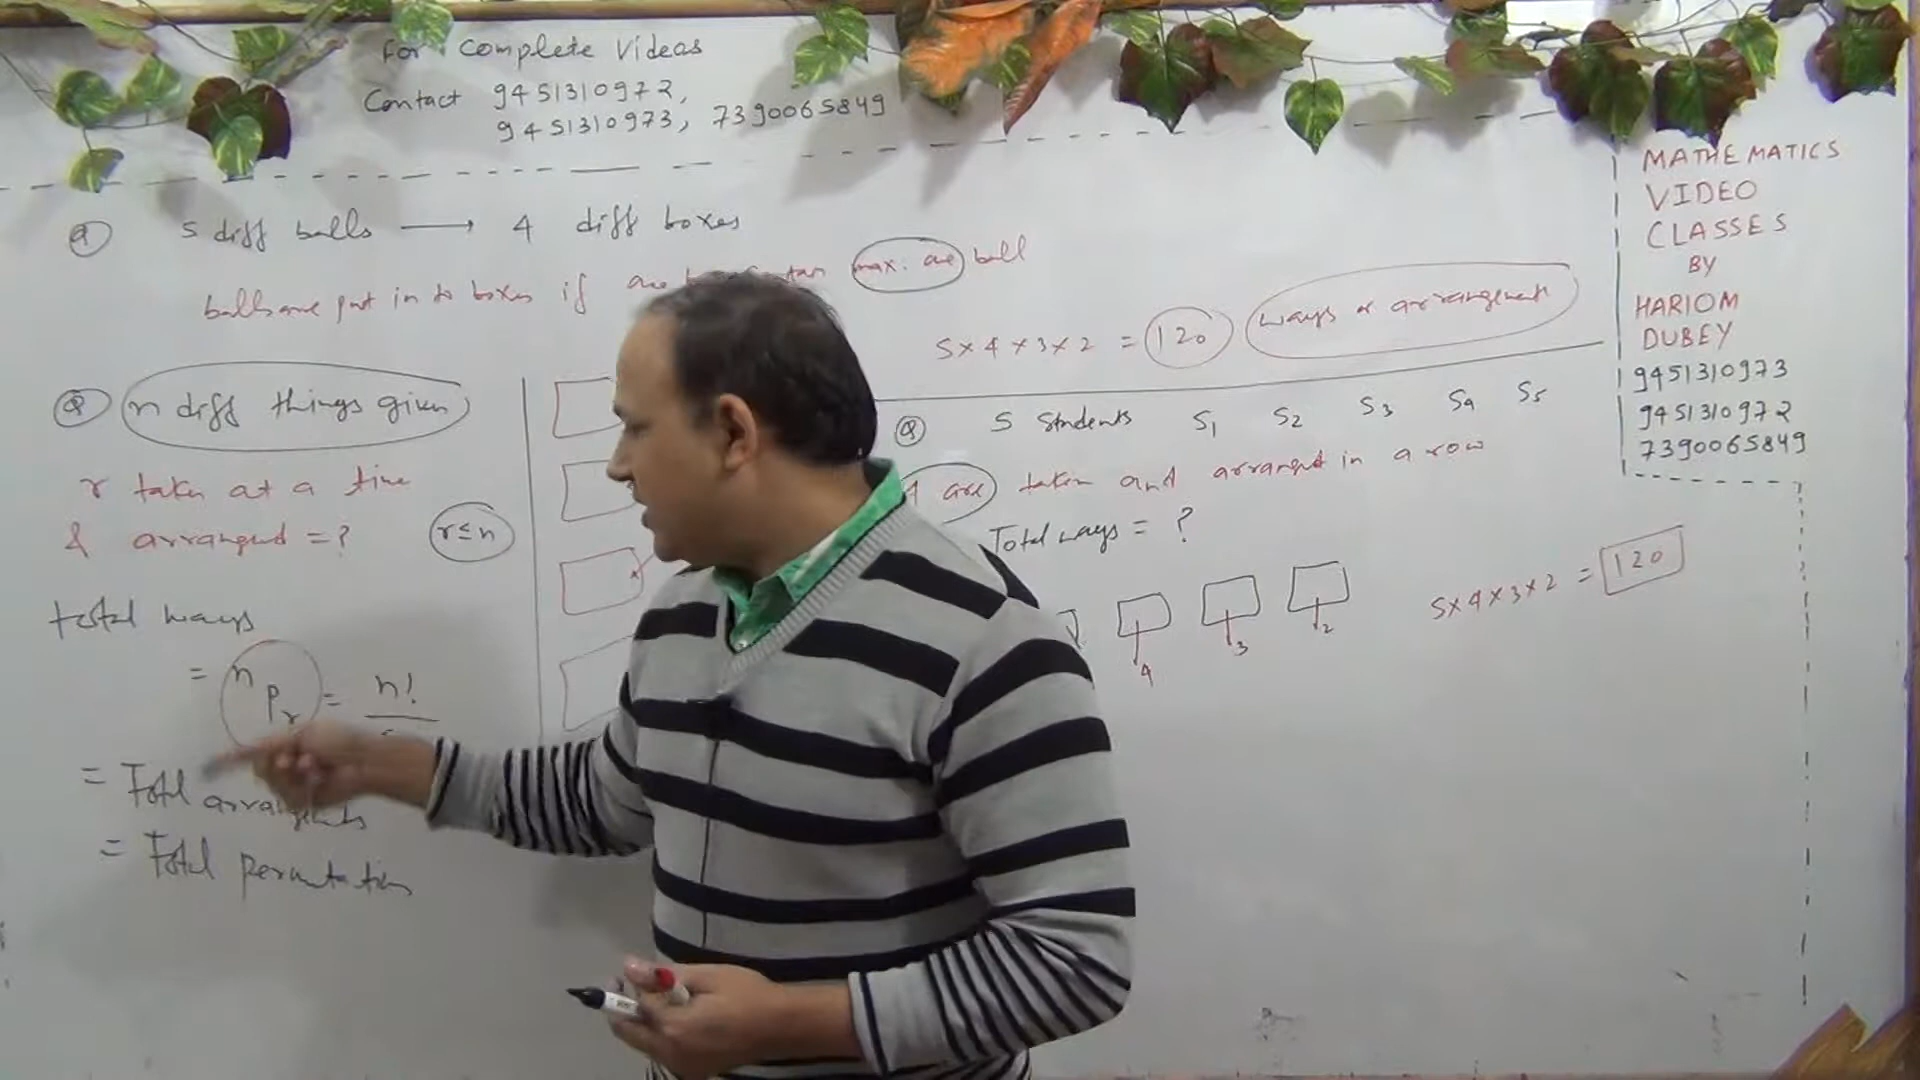 For Complete Videos
Contact 9451310972,
9451310973, 7390065849
Q 5 diff balls → 4 diff boxes
balls are put in to boxes if one max. one ball
5×4×3×2 = 120 ways or arrangement
Q n diff things given
r taken at a time
& arranged = ? r≤n
total ways
= nPr = n!
= Total arrangements
= Total permutation
Q 5 Students S1 S2 S3 S4 S5
4 are taken and arranged in a row
Total ways = ?
4 3 2
5×4×3×2 = 120
MATHEMATICS
VIDEO
CLASSES
BY
HARIOM
DUBEY
9451310973
9451310972
7390065849